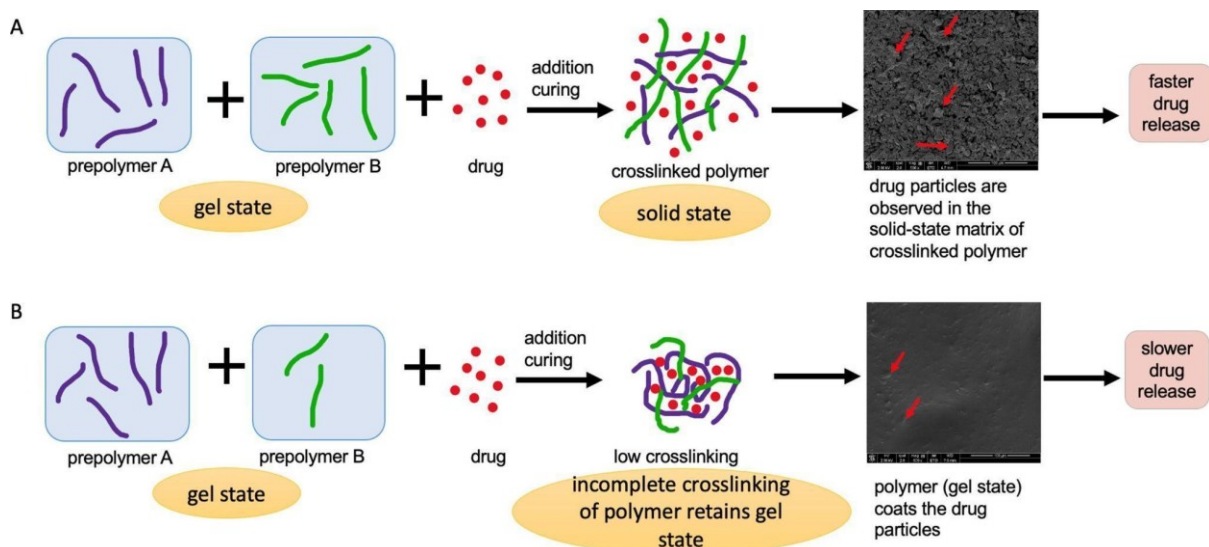 A
prepolymer A
gel state
prepolymer B
drug
addition
curing
crosslinked polymer
solid state
drug particles are
observed in the
solid-state matrix of
crosslinked polymer
faster
drug
release
B
prepolymer A
gel state
prepolymer B
drug
addition
curing
low crosslinking
incomplete crosslinking
of polymer retains gel
state
polymer (gel state)
coats the drug
particles
slower
drug
release